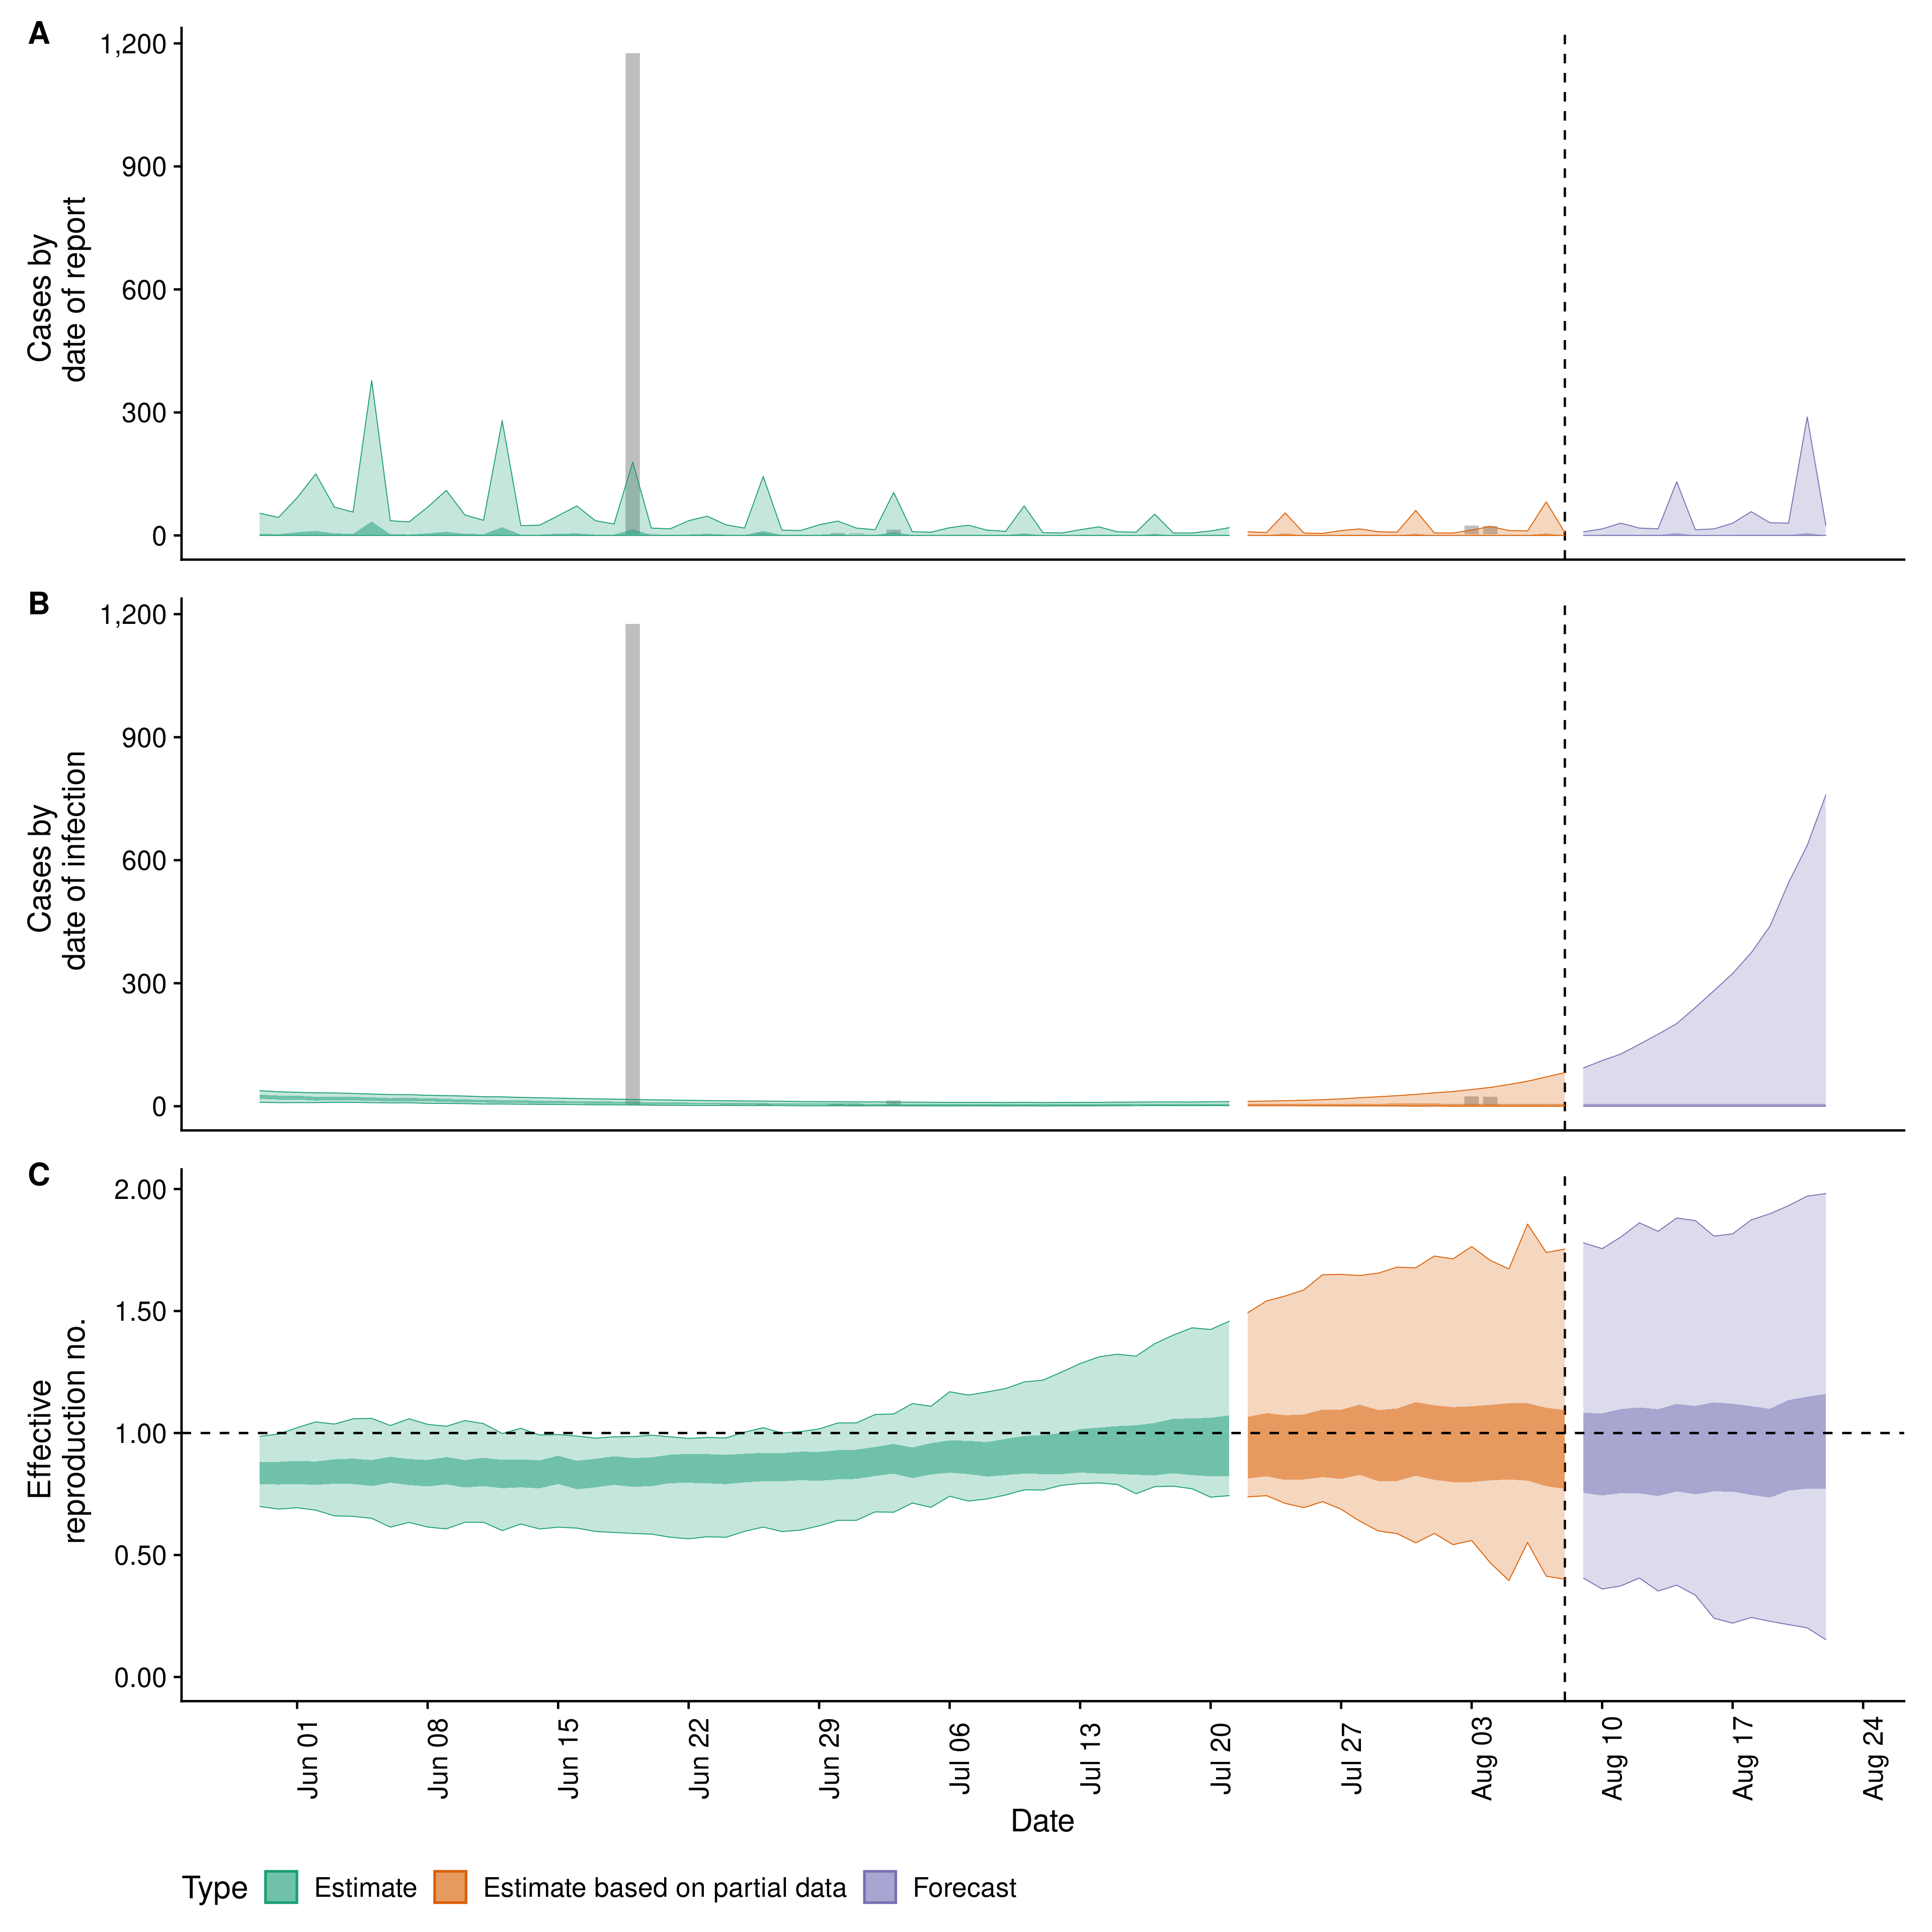 A
1,200
900
600
300
0
Cases by
date of report
B
1,200
900
600
300
0
Cases by
date of infection
C
2.00
1.50
1.00
0.50
0.00
Effective
reproduction no.
Jun 01
Jun 08
Jun 15
Jun 22
Jun 29
Jul 06
Jul 13
Jul 20
Jul 27
Aug 03
Aug 10
Aug 17
Aug 24
Date
Type Estimate Estimate based on partial data Forecast